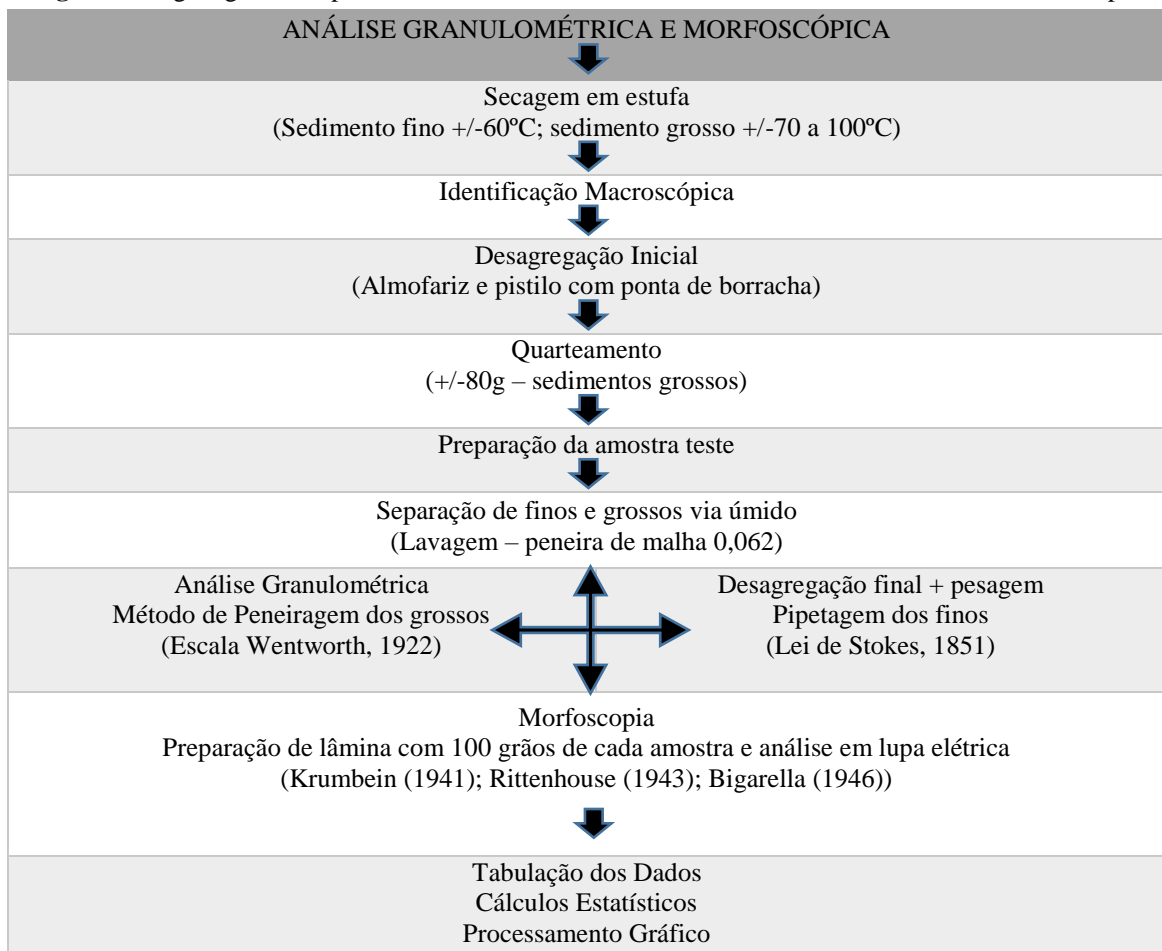 ANÁLISE GRANULOMÉTRICA E MORFOSCÓPICA
Secagem em estufa
(Sedimento fino +/-60ºC; sedimento grosso +/-70 a 100ºC)
Identificação Macroscópica
Desagregação Inicial
(Almofariz e pistilo com ponta de borracha)
Quarteamento
(+/-80g – sedimentos grossos)
Preparação da amostra teste
Separação de finos e grossos via úmido
(Lavagem – peneira de malha 0,062)
Análise Granulométrica
Método de Peneiragem dos grossos
(Escala Wentworth, 1922)
Desagregação final + pesagem
Pipetagem dos finos
(Lei de Stokes, 1851)
Morfoscopia
Preparação de lâmina com 100 grãos de cada amostra e análise em lupa elétrica
(Krumbein (1941); Rittenhouse (1943); Bigarella (1946))
Tabulação dos Dados
Cálculos Estatísticos
Processamento Gráfico